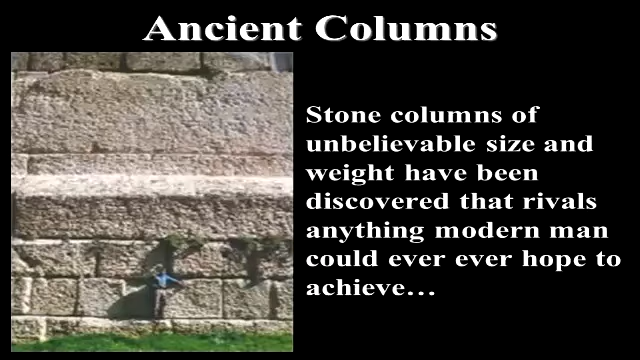 Ancient Columns
Stone columns of
unbelievable size and
weight have been
discovered that rivals
anything modern man
could ever ever hope to
achieve…